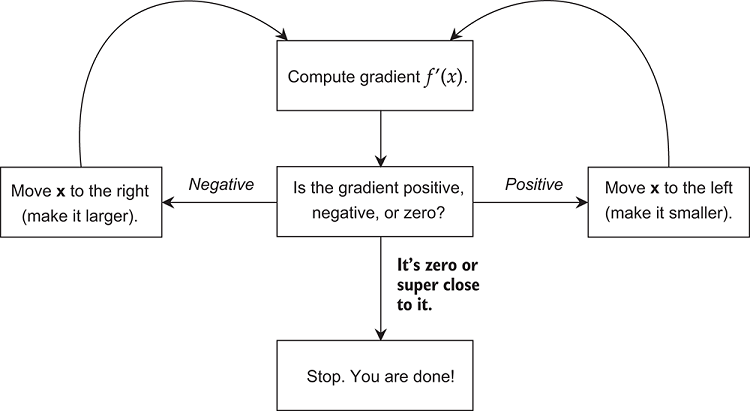 Compute gradient f′(x).
Negative
Positive
Move x to the right
(make it larger).
Is the gradient positive,
negative, or zero?
Move x to the left
(make it smaller).
It's zero or
super close
to it.
Stop. You are done!